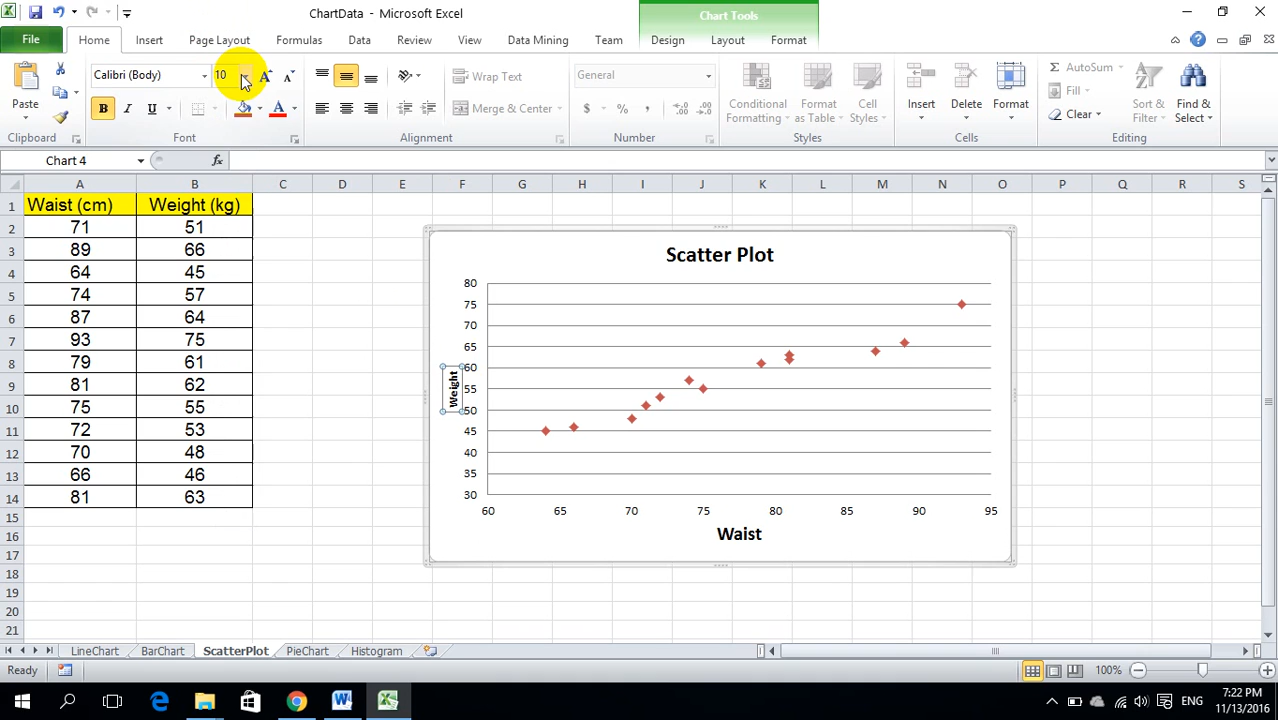 ChartData - Microsoft Excel
Chart Tools
File Home Insert Page Layout Formulas Data Review View Data Mining Team Design Layout Format
Calibri (Body) 10
Wrap Text
General
AutoSum
Paste
B I U A
Merge & Center
$ % ,
Conditional Formatting
Format as Table
Cell Styles
Insert Delete Format
Fill
Clear
Sort & Filter
Find & Select
Clipboard Font Alignment Number Styles Cells Editing
Chart 4 fx
A B C D E F G H I J K L M N O P Q R S
1 Waist (cm) Weight (kg)
2 71 51
3 89 66
4 64 45
5 74 57
6 87 64
7 93 75
8 79 61
9 81 62
10 75 55
11 72 53
12 70 48
13 66 46
14 81 63
15
16
17
18
19
20
21
Scatter Plot
80
75
70
65
60
55
50
45
40
35
30
Weight
60 65 70 75 80 85 90 95
Waist
LineChart BarChart ScatterPlot PieChart Histogram
Ready 100%
ENG
7:22 PM
11/13/2016